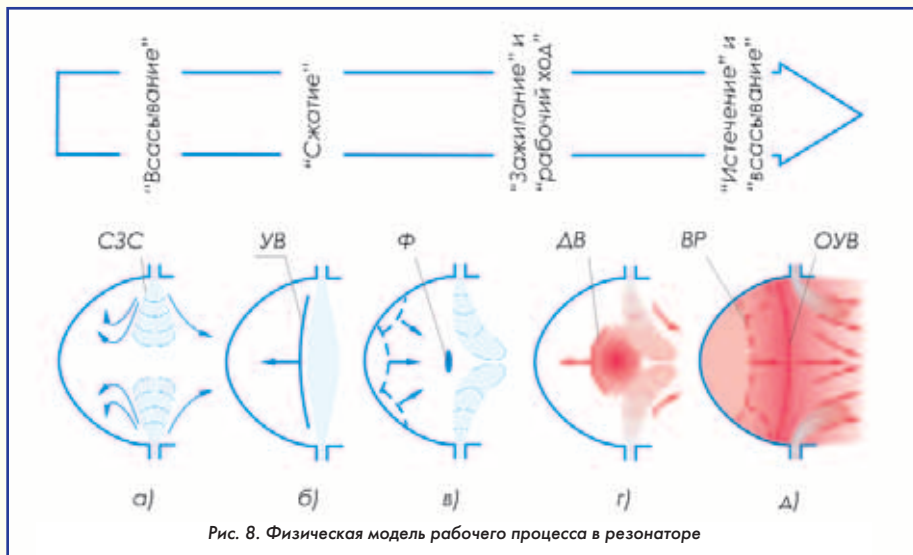 “Всасывание”
“Сжатие”
“Зажигание” и
“рабочий ход”
“Истечение” и
“всасывание”
СЗС
УВ
Ф
ДВ
ВР
ОУВ
а)
б)
в)
г)
д)
Рис. 8. Физическая модель рабочего процесса в резонаторе